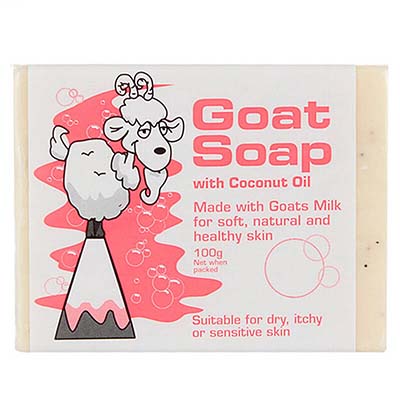 Goat
Soap
with Coconut Oil
Made with Goats Milk
for soft, natural and
healthy skin
100g
Net when
packed
Suitable for dry, itchy
or sensitive skin